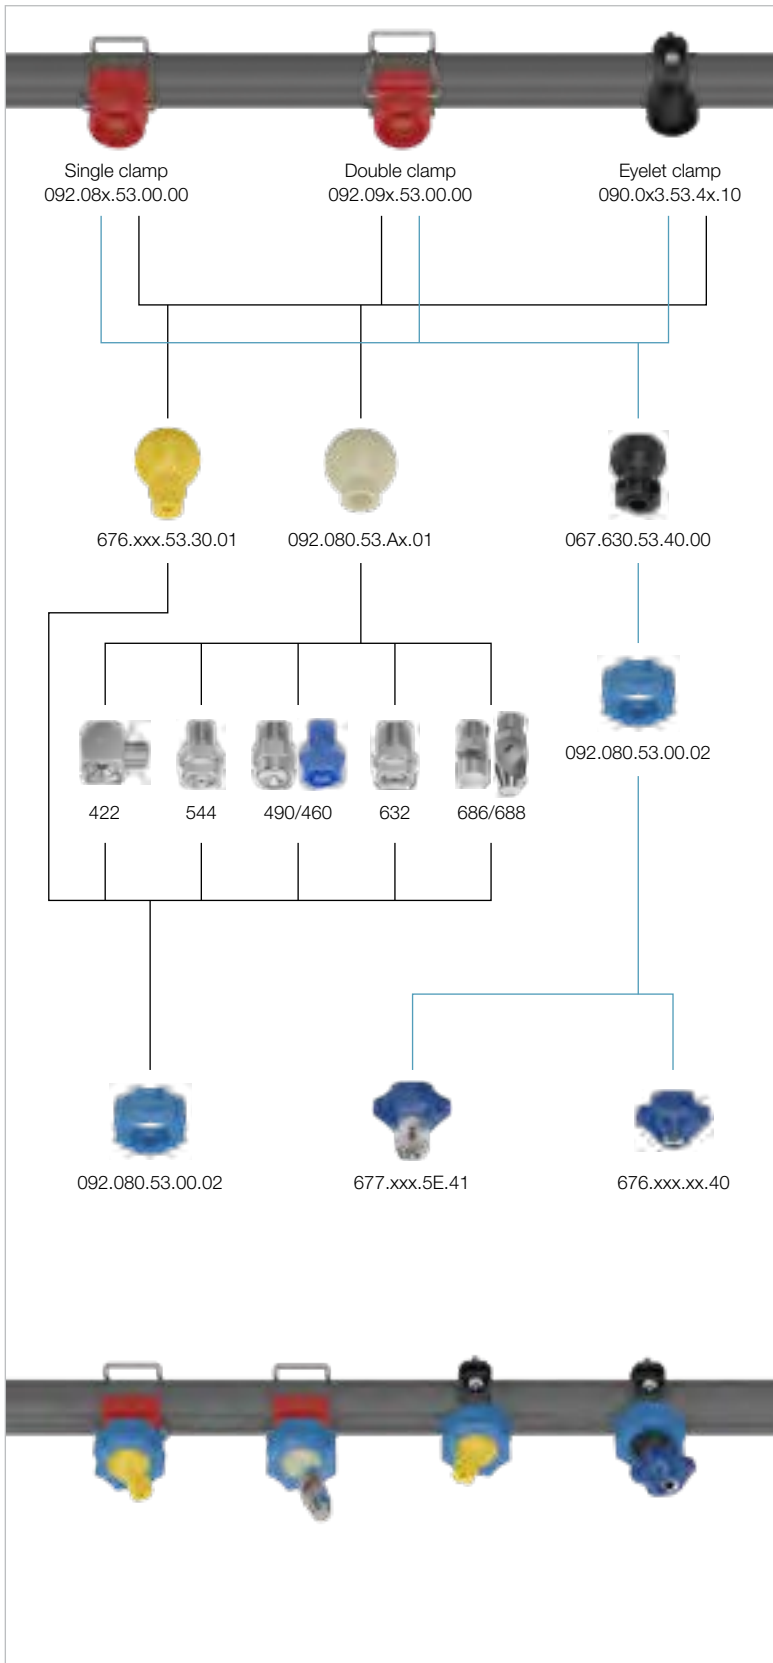 Single clamp
092.08x.53.00.00
Double clamp
092.09x.53.00.00
Eyelet clamp
090.0x3.53.4x.10
676.xxx.53.30.01
092.080.53.Ax.01
067.630.53.40.00
092.080.53.00.02
422
544
490/460
632
686/688
092.080.53.00.02
677.xxx.5E.41
676.xxx.xx.40